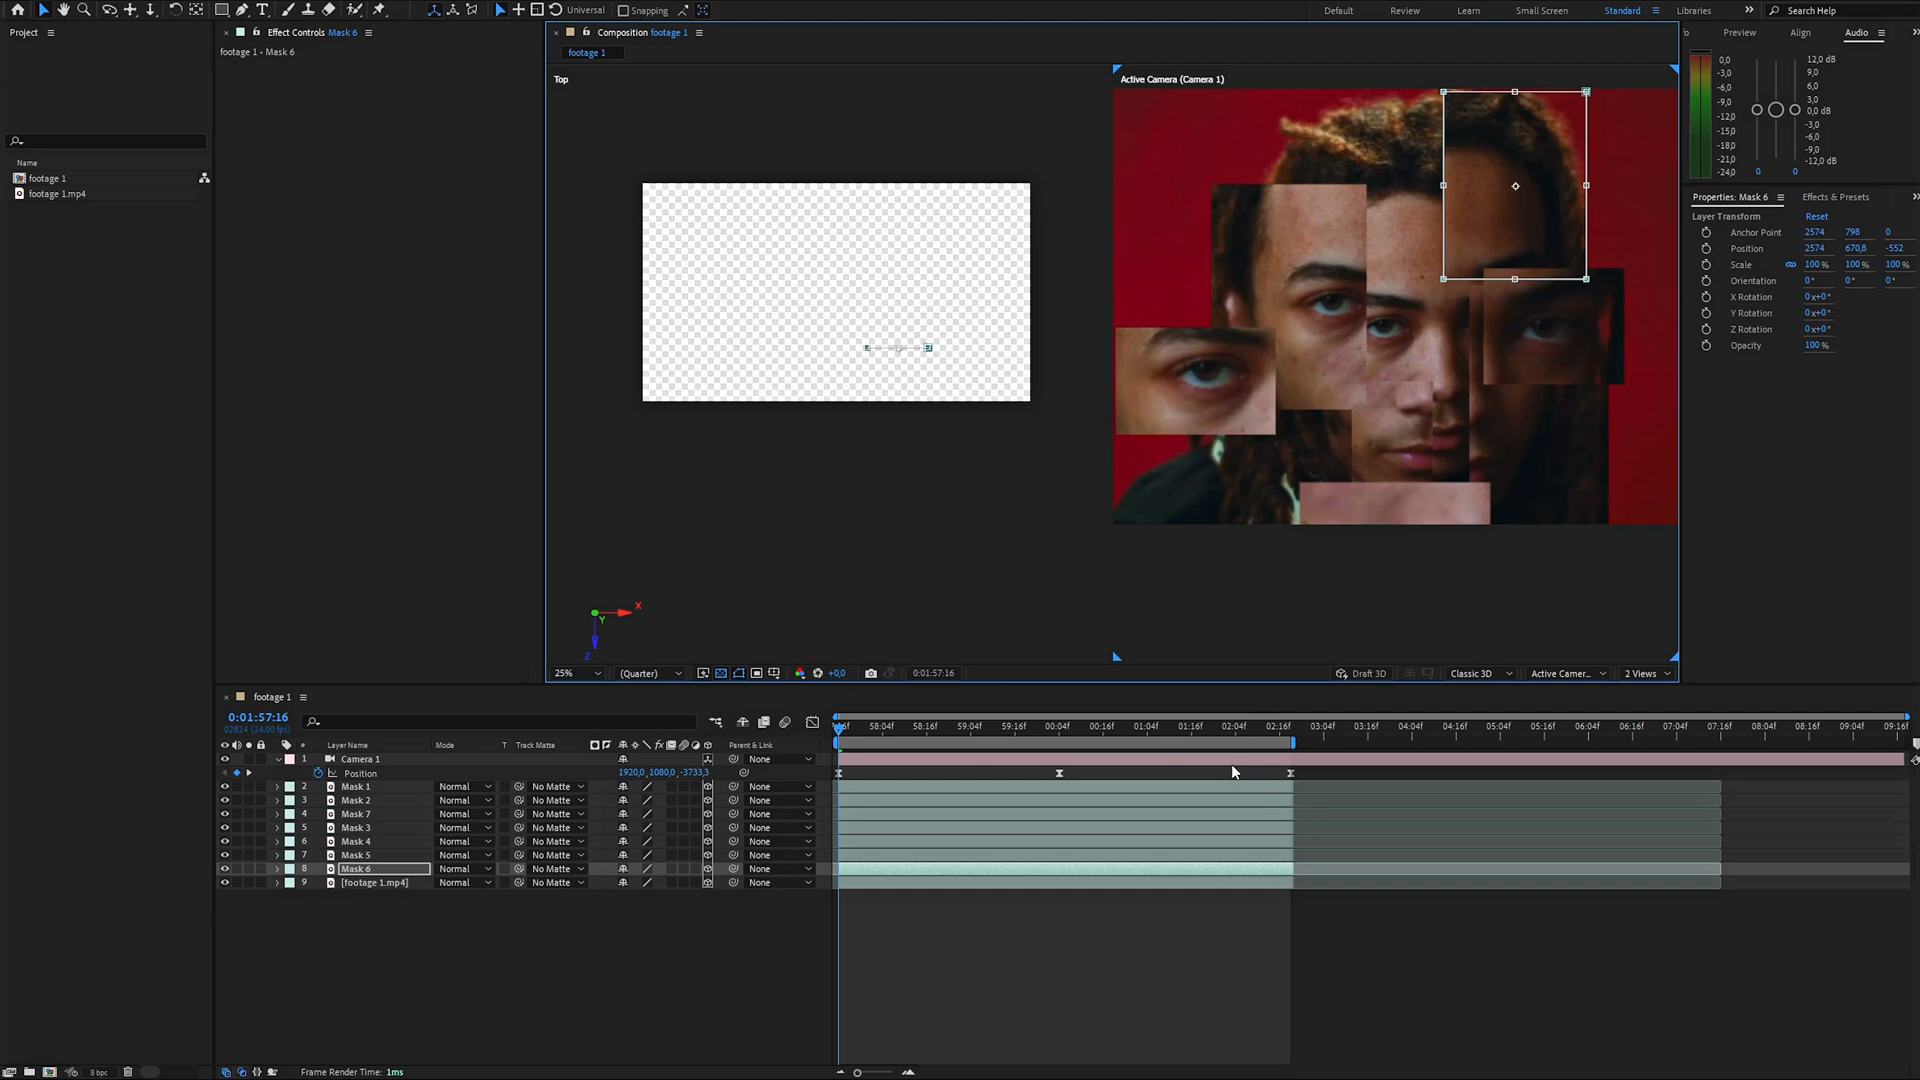 Universal
Snapping
Default
Review
Learn
Small Screen
Standard
Libraries
Search Help
Project
Effect Controls Mask 6
footage 1 • Mask 6
Name
footage 1
footage 1.mp4
Composition footage 1
footage 1
Top
Active Camera (Camera 1)
X
Y
Z
25%
(Quarter)
+0,0
0:01:57:16
Draft 3D
Classic 3D
Active Camer...
2 Views
Preview
Align
Audio
0,0
-3,0
-6,0
-9,0
-12,0
-15,0
-18,0
-21,0
-24,0
12,0 dB
9,0
6,0
3,0
0,0 dB
-3,0
-6,0
-9,0
-12,0 dB
0
0
Properties: Mask 6
Effects & Presets
Layer Transform
Reset
Anchor Point 2574 798 0
Position 2574 670,8 -552
Scale 100 % 100 % 100 %
Orientation 0° 0° 0°
X Rotation 0 x+0°
Y Rotation 0 x+0°
Z Rotation 0 x+0°
Opacity 100 %
footage 1
0:01:57:16
02824 (24.00 fps)
58:04f 58:16f 59:04f 59:16f 00:04f 00:16f 01:04f 01:16f 02:04f 02:16f 03:04f 03:16f 04:04f 04:16f 05:04f 05:16f 06:04f 06:16f 07:04f 07:16f 08:04f 08:16f 09:04f 09:16f
# Layer Name Mode T Track Matte fx Parent & Link
1 Camera 1 None
Position 1920,0,1080,0,-3733,3
2 Mask 1 Normal No Matte None
3 Mask 2 Normal No Matte None
4 Mask 7 Normal No Matte None
5 Mask 3 Normal No Matte None
6 Mask 4 Normal No Matte None
7 Mask 5 Normal No Matte None
8 Mask 6 Normal No Matte None
9 [footage 1.mp4] Normal No Matte None
8 bpc
Frame Render Time: 1ms